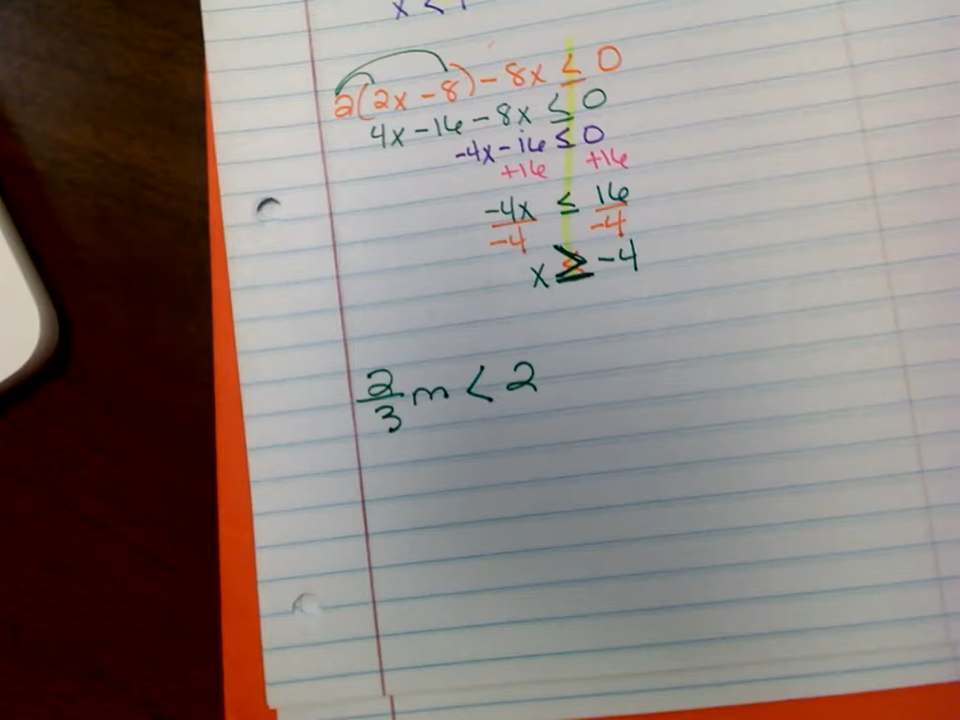 2(2x - 8) - 8x ≤ 0
4x - 16 - 8x ≤ 0
-4x - 16 ≤ 0
+16 +16
-4x ≤ 16
-4 -4
x ≥ -4
2/3 m < 2